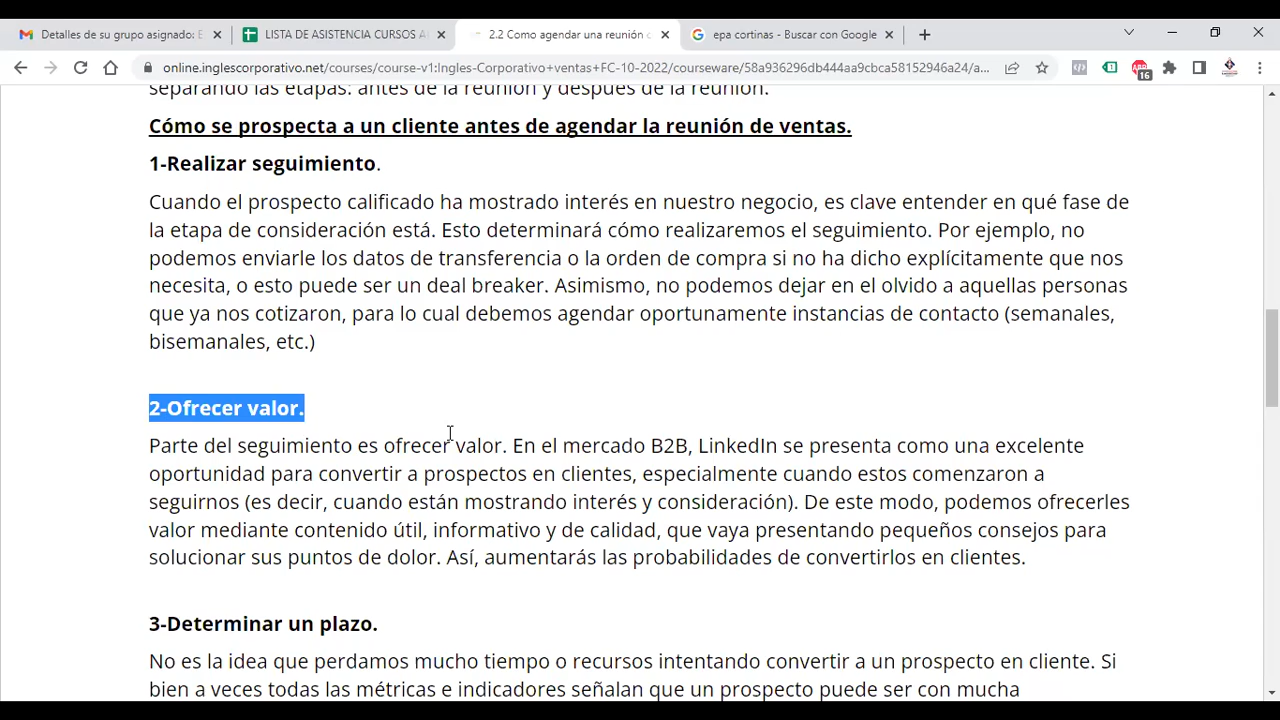 Detalles de su grupo asignado: E
LISTA DE ASISTENCIA CURSOS A
2.2 Como agendar una reunión
epa cortinas - Buscar con Google
online.inglescorporativo.net/courses/course-v1:Ingles-Corporativo+ventas+FC-10-2022/courseware/58a936296db444aa9cbca58152946a24/a...
16
separando las etapas: antes de la reunión y después de la reunión.
Cómo se prospecta a un cliente antes de agendar la reunión de ventas.
1-Realizar seguimiento.
Cuando el prospecto calificado ha mostrado interés en nuestro negocio, es clave entender en qué fase de
la etapa de consideración está. Esto determinará cómo realizaremos el seguimiento. Por ejemplo, no
podemos enviarle los datos de transferencia o la orden de compra si no ha dicho explícitamente que nos
necesita, o esto puede ser un deal breaker. Asimismo, no podemos dejar en el olvido a aquellas personas
que ya nos cotizaron, para lo cual debemos agendar oportunamente instancias de contacto (semanales,
bisemanales, etc.)
2-Ofrecer valor.
Parte del seguimiento es ofrecer valor. En el mercado B2B, LinkedIn se presenta como una excelente
oportunidad para convertir a prospectos en clientes, especialmente cuando estos comenzaron a
seguirnos (es decir, cuando están mostrando interés y consideración). De este modo, podemos ofrecerles
valor mediante contenido útil, informativo y de calidad, que vaya presentando pequeños consejos para
solucionar sus puntos de dolor. Así, aumentarás las probabilidades de convertirlos en clientes.
3-Determinar un plazo.
No es la idea que perdamos mucho tiempo o recursos intentando convertir a un prospecto en cliente. Si
bien a veces todas las métricas e indicadores señalan que un prospecto puede ser con mucha